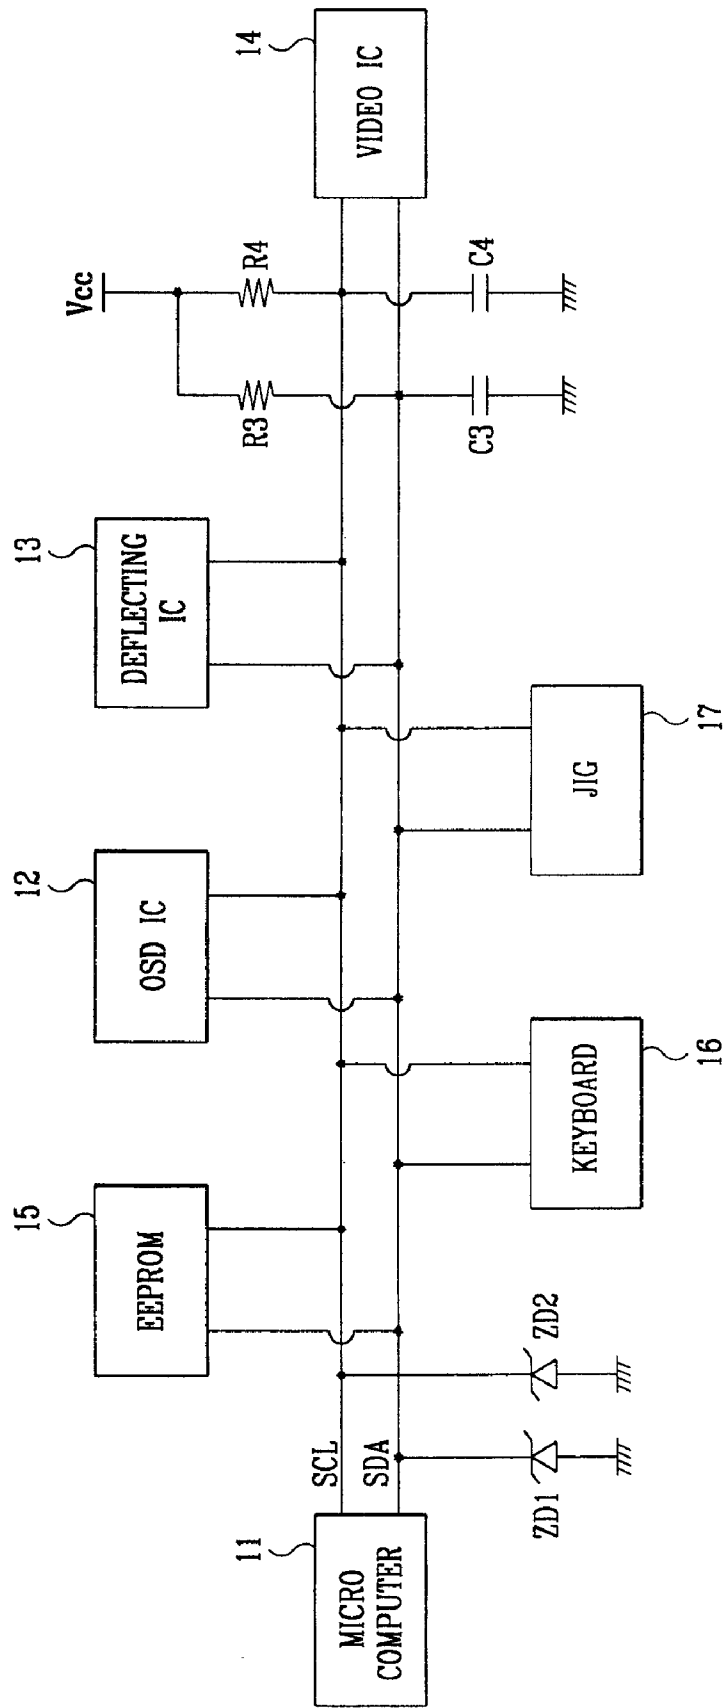 15
EEPROM
12
OSD IC
13
DEFLECTING
IC
Vcc
R3
R4
14
VIDEO IC
11
MICRO
COMPUTER
SCL
SDA
ZD1
ZD2
KEYBOARD
16
JIG
17
C3
C4